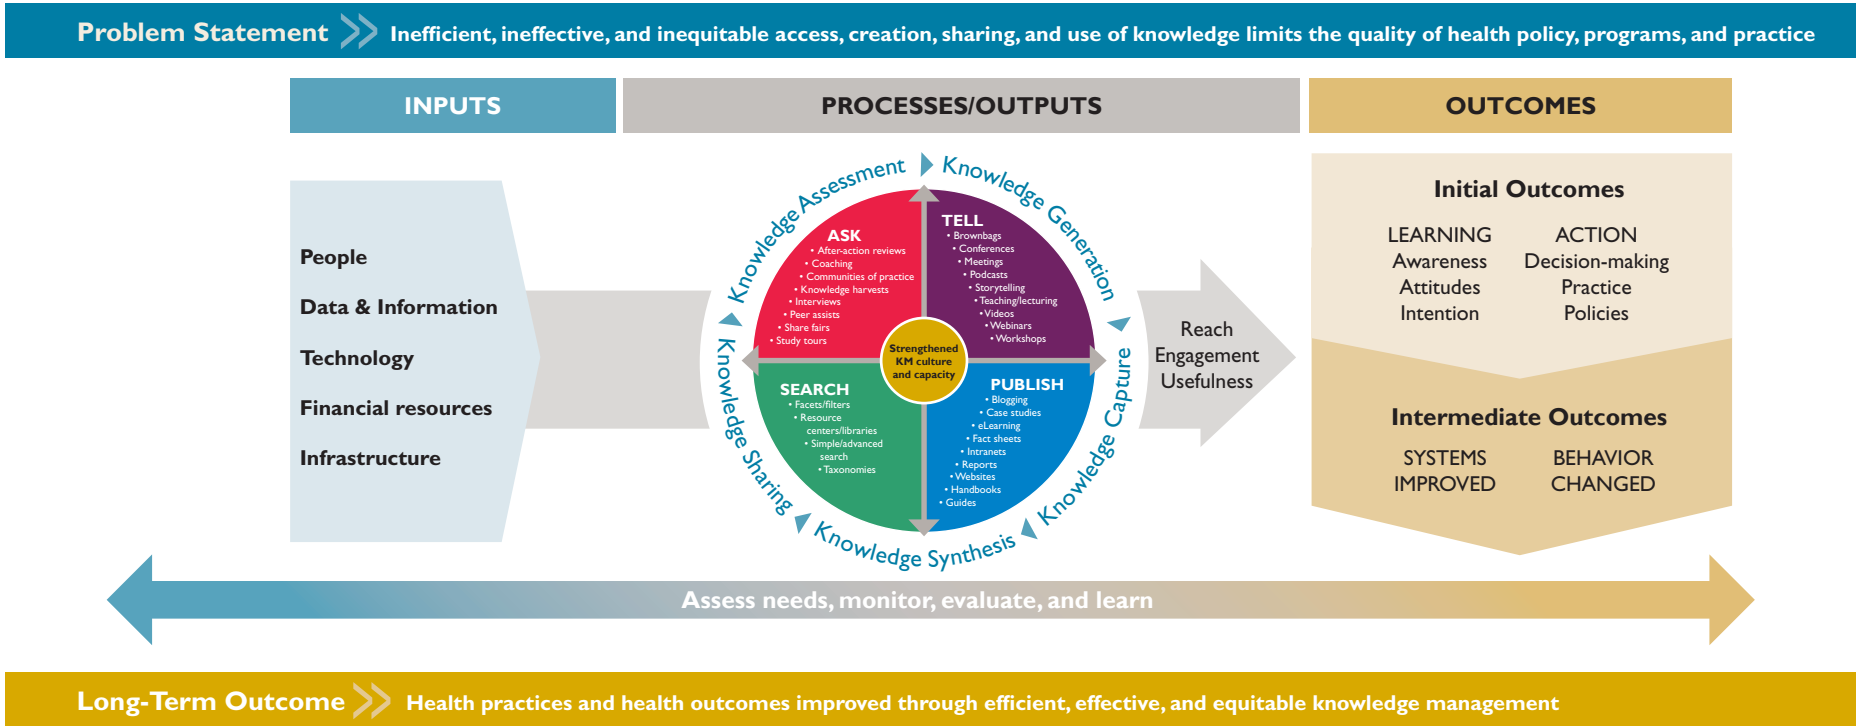 Problem Statement Inefficient, ineffective, and inequitable access, creation, sharing, and use of knowledge limits the quality of health policy, programs, and practice
INPUTS
PROCESSES/OUTPUTS
OUTCOMES
People
Data & Information
Technology
Financial resources
Infrastructure
Knowledge Assessment
Knowledge Generation
Knowledge Capture
Knowledge Synthesis
Knowledge Sharing
ASK
• After-action reviews
• Coaching
• Communities of practice
• Knowledge harvests
• Interviews
• Peer assists
• Share fairs
• Study tours
TELL
• Brownbags
• Conferences
• Meetings
• Podcasts
• Storytelling
• Teaching/lecturing
• Videos
• Webinars
• Workshops
Strengthened
KM culture
and capacity
SEARCH
• Facets/filters
• Resource
centers/libraries
• Simple/advanced
search
• Taxonomies
PUBLISH
• Blogging
• Case studies
• eLearning
• Fact sheets
• Intranets
• Reports
• Websites
• Handbooks
• Guides
Reach
Engagement
Usefulness
Initial Outcomes
LEARNING
Awareness
Attitudes
Intention
ACTION
Decision-making
Practice
Policies
Intermediate Outcomes
SYSTEMS
IMPROVED
BEHAVIOR
CHANGED
Assess needs, monitor, evaluate, and learn
Long-Term Outcome Health practices and health outcomes improved through efficient, effective, and equitable knowledge management